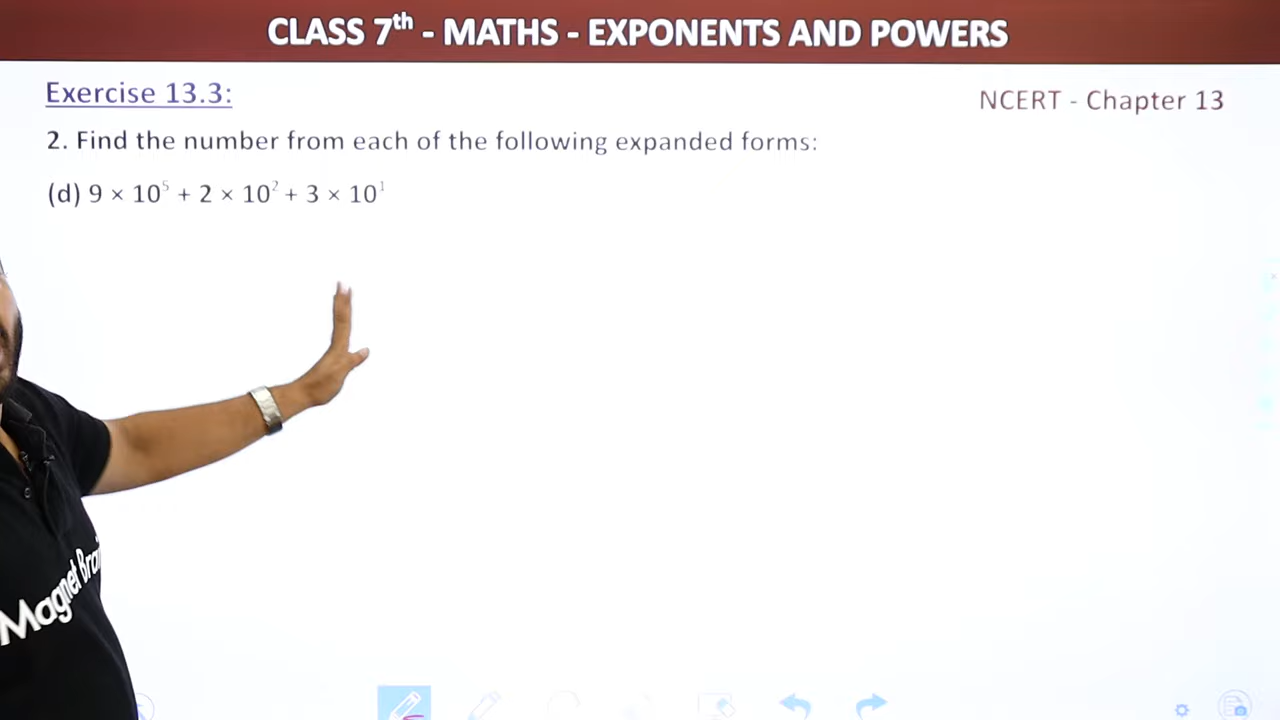 CLASS 7th - MATHS - EXPONENTS AND POWERS
Exercise 13.3:
NCERT - Chapter 13
2. Find the number from each of the following expanded forms:
(d) 9 × 10⁵ + 2 × 10² + 3 × 10¹
Magnet Brai